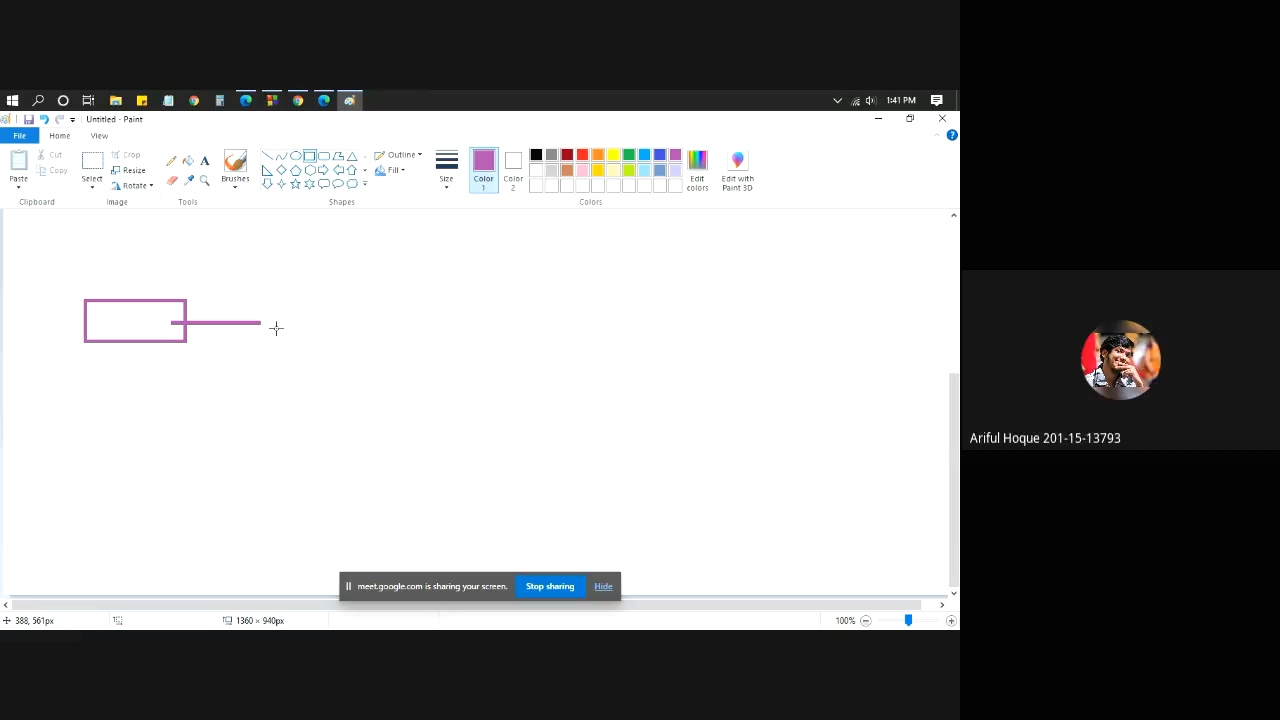 1:41 PM
Untitled - Paint
File Home View
Paste
Cut
Copy
Clipboard
Select
Crop
Resize
Rotate
Image
A
Tools
Brushes
Outline
Fill
Shapes
Size
Color 1
Color 2
Edit colors
Edit with Paint 3D
Colors
Ariful Hoque 201-15-13793
meet.google.com is sharing your screen. Stop sharing Hide
388, 561px
1360 × 940px
100%